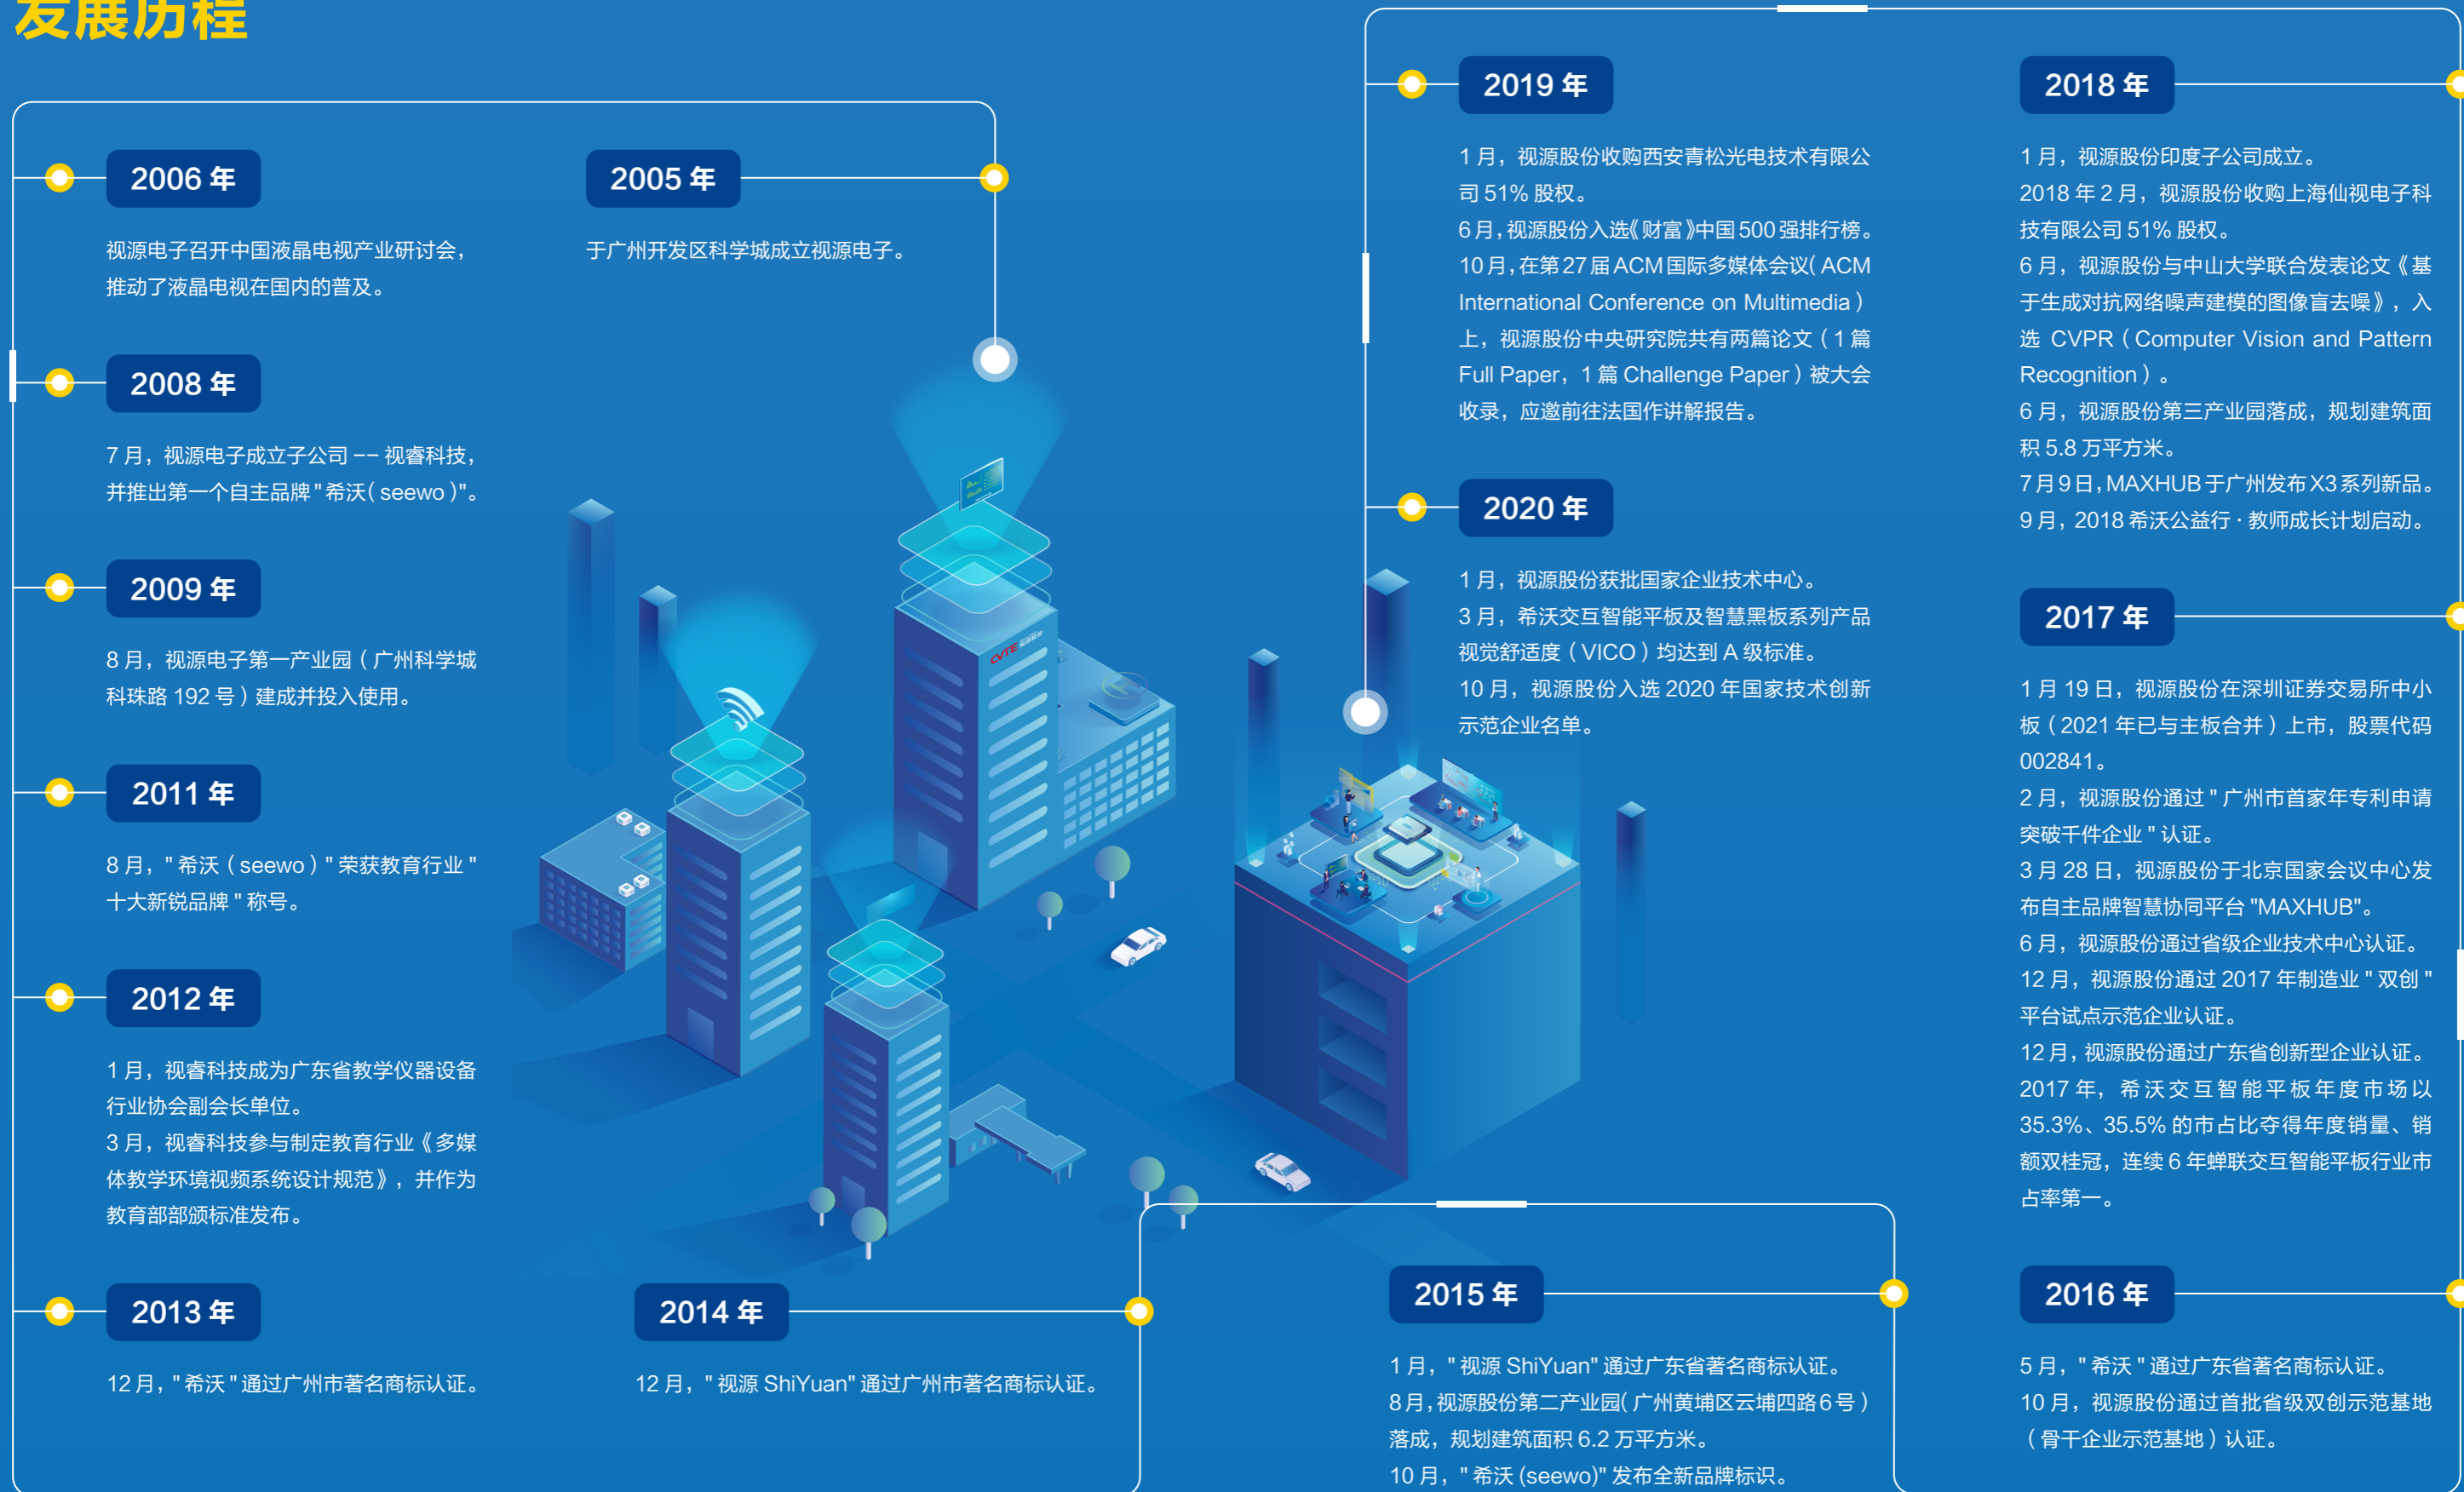 发展历程
2005 年
于广州开发区科学城成立视源电子。
2006 年
视源电子召开中国液晶电视产业研讨会，
推动了液晶电视在国内的普及。
2008 年
7 月，视源电子成立子公司 -- 视睿科技，
并推出第一个自主品牌 "希沃（ seewo ）"。
2009 年
8 月，视源电子第一产业园（广州科学城
科珠路 192 号）建成并投入使用。
2011 年
8 月， " 希沃（ seewo ） " 荣获教育行业 "
十大新锐品牌 " 称号。
2012 年
1 月，视睿科技成为广东省教学仪器设备
行业协会副会长单位。
3 月，视睿科技参与制定教育行业《多媒
体教学环境视频系统设计规范》，并作为
教育部部颁标准发布。
2013 年
12 月， " 希沃 " 通过广州市著名商标认证。
2014 年
12 月， " 视源 ShiYuan" 通过广州市著名商标认证。
2015 年
1 月， " 视源 ShiYuan" 通过广东省著名商标认证。
8 月，视源股份第二产业园（广州黄埔区云埔四路 6 号）
落成，规划建筑面积 6.2 万平方米。
10 月， " 希沃 (seewo)" 发布全新品牌标识。
2016 年
5 月， " 希沃 " 通过广东省著名商标认证。
10 月，视源股份通过首批省级双创示范基地
（骨干企业示范基地）认证。
2017 年
1 月 19 日，视源股份在深圳证券交易所中小
板（ 2021 年已与主板合并）上市，股票代码
002841。
2 月，视源股份通过 " 广州市首家年专利申请
突破千件企业 " 认证。
3 月 28 日，视源股份于北京国家会议中心发
布自主品牌智慧协同平台 "MAXHUB"。
6 月，视源股份通过省级企业技术中心认证。
12 月，视源股份通过 2017 年制造业 " 双创 "
平台试点示范企业认证。
12 月，视源股份通过广东省创新型企业认证。
2017 年，希沃交互智能平板年度市场以
35.3%、35.5% 的市占比夺得年度销量、销
额双桂冠，连续 6 年蝉联交互智能平板行业市
占率第一。
2018 年
1 月，视源股份印度子公司成立。
2018 年 2 月，视源股份收购上海仙视电子科
技有限公司 51% 股权。
6 月，视源股份与中山大学联合发表论文《基
于生成对抗网络噪声建模的图像盲去噪》，入
选 CVPR（ Computer Vision and Pattern
Recognition ）。
6 月，视源股份第三产业园落成，规划建筑面
积 5.8 万平方米。
7 月 9 日，MAXHUB 于广州发布 X3 系列新品。
9 月，2018 希沃公益行 · 教师成长计划启动。
2019 年
1 月，视源股份收购西安青松光电技术有限公
司 51% 股权。
6 月，视源股份入选《财富》中国 500 强排行榜。
10 月，在第 27 届 ACM 国际多媒体会议（ ACM
International Conference on Multimedia ）
上，视源股份中央研究院共有两篇论文（ 1 篇
Full Paper，1 篇 Challenge Paper ）被大会
收录，应邀前往法国作讲解报告。
2020 年
1 月，视源股份获批国家企业技术中心。
3 月，希沃交互智能平板及智慧黑板系列产品
视觉舒适度（ VICO ）均达到 A 级标准。
10 月，视源股份入选 2020 年国家技术创新
示范企业名单。
CVTE 视源股份